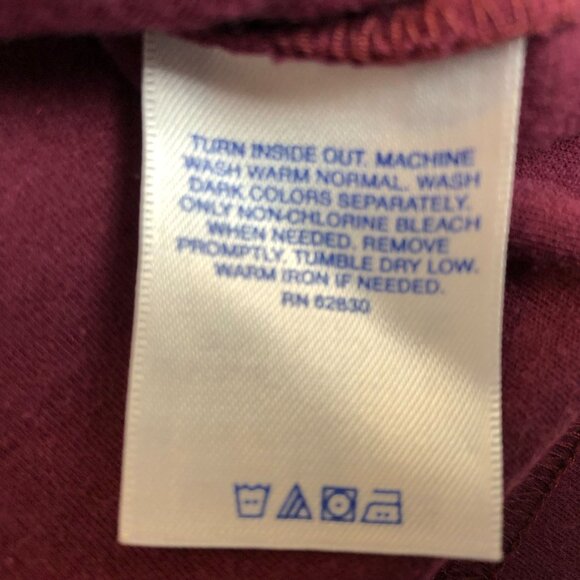 TURN INSIDE OUT. MACHINE
WASH WARM NORMAL. WASH
DARK COLORS SEPARATELY.
ONLY NON-CHLORINE BLEACH
WHEN NEEDED. REMOVE
PROMPTLY. TUMBLE DRY LOW.
WARM IRON IF NEEDED.
RN 62830